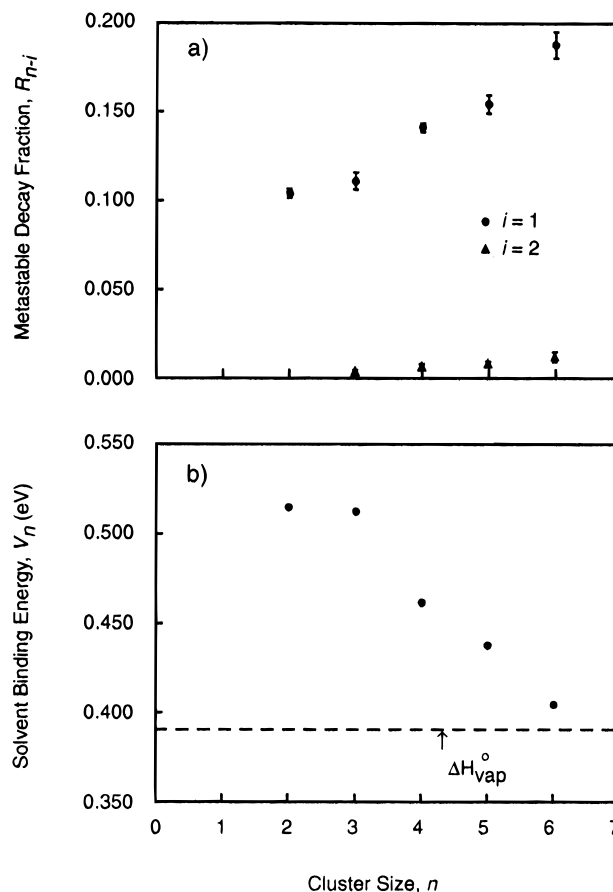 Metastable Decay Fraction, Rn-i
0.200
0.150
0.100
0.050
0.000
a)
i = 1
i = 2
Solvent Binding Energy, Vn (eV)
0.550
0.500
0.450
0.400
0.350
b)
ΔH°vap
0 1 2 3 4 5 6 7
Cluster Size, n